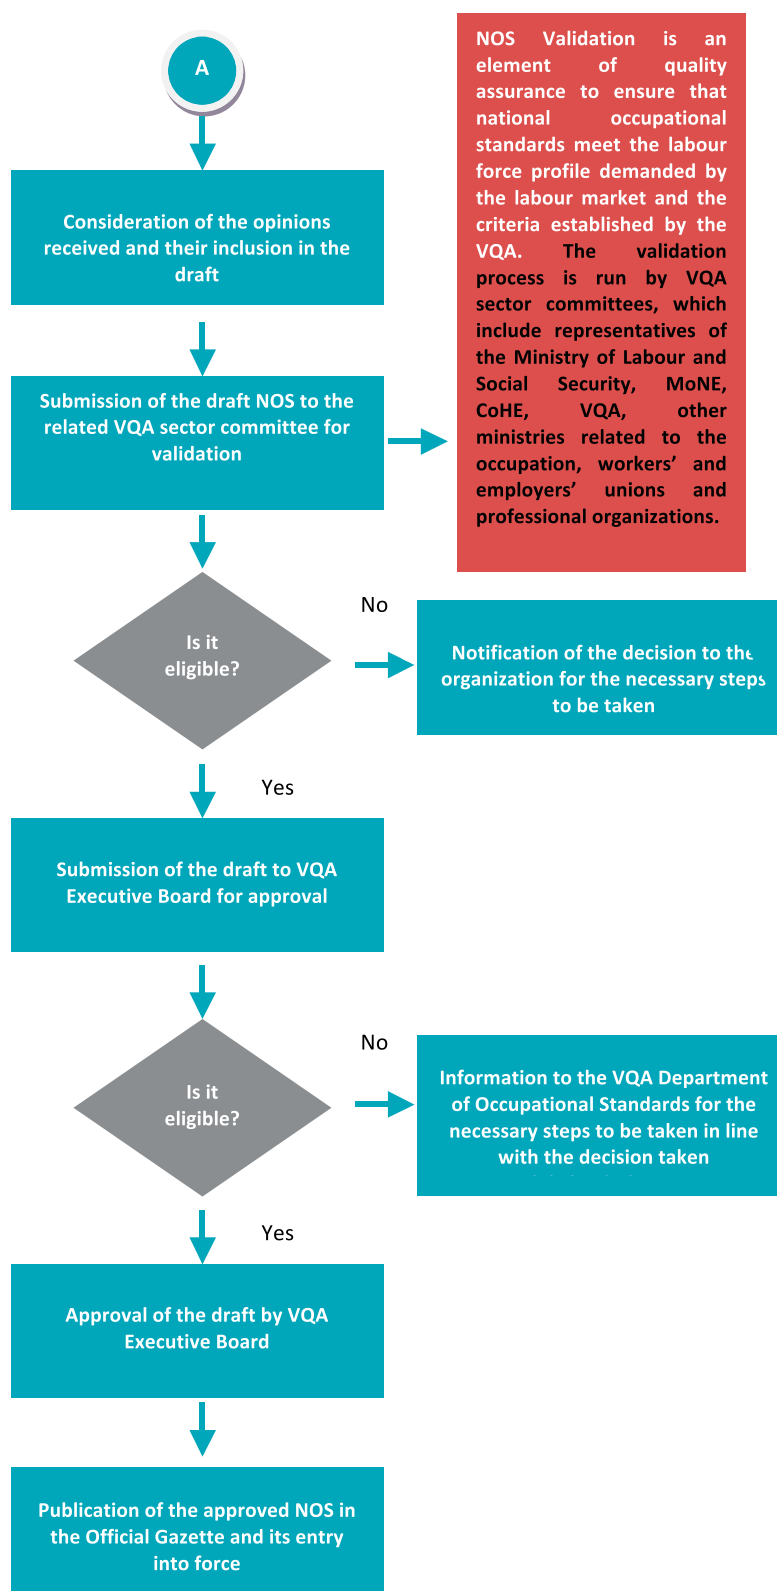 A
Consideration of the opinions
received and their inclusion in the
draft
Submission of the draft NOS to the
related VQA sector committee for
validation
NOS Validation is an
element of quality
assurance to ensure that
national occupational
standards meet the labour
force profile demanded by
the labour market and the
criteria established by the
VQA. The validation
process is run by VQA
sector committees, which
include representatives of
the Ministry of Labour and
Social Security, MoNE,
CoHE, VQA, other
ministries related to the
occupation, workers’ and
employers’ unions and
professional organizations.
Is it
eligible?
No
Notification of the decision to the
organization for the necessary steps
to be taken
Yes
Submission of the draft to VQA
Executive Board for approval
Is it
eligible?
No
Information to the VQA Department
of Occupational Standards for the
necessary steps to be taken in line
with the decision taken
Yes
Approval of the draft by VQA
Executive Board
Publication of the approved NOS in
the Official Gazette and its entry
into force